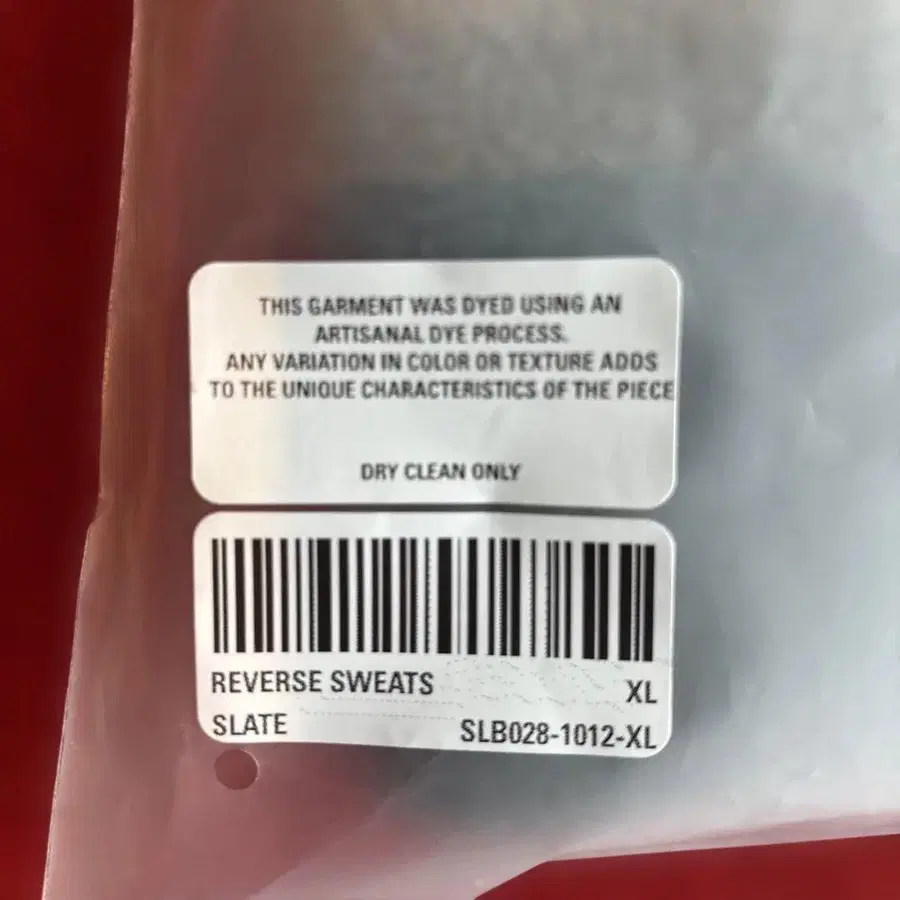 THIS GARMENT WAS DYED USING AN
ARTISANAL DYE PROCESS.
ANY VARIATION IN COLOR OR TEXTURE ADDS
TO THE UNIQUE CHARACTERISTICS OF THE PIECE
DRY CLEAN ONLY
REVERSE SWEATS XL
SLATE SLB028-1012-XL